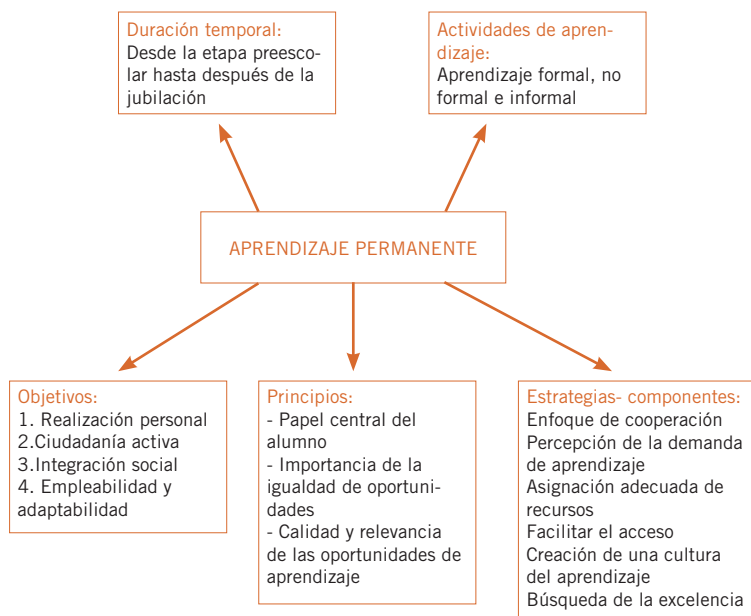 Duración temporal:
Desde la etapa preesco-
lar hasta después de la
jubilación
Actividades de apren-
dizaje:
Aprendizaje formal, no
formal e informal
APRENDIZAJE PERMANENTE
Objetivos:
1. Realización personal
2.Ciudadanía activa
3.Integración social
4. Empleabilidad y
adaptabilidad
Principios:
- Papel central del
alumno
- Importancia de la
igualdad de oportuni-
dades
- Calidad y relevancia
de las oportunidades de
aprendizaje
Estrategias- componentes:
Enfoque de cooperación
Percepción de la demanda
de aprendizaje
Asignación adecuada de
recursos
Facilitar el acceso
Creación de una cultura
del aprendizaje
Búsqueda de la excelencia